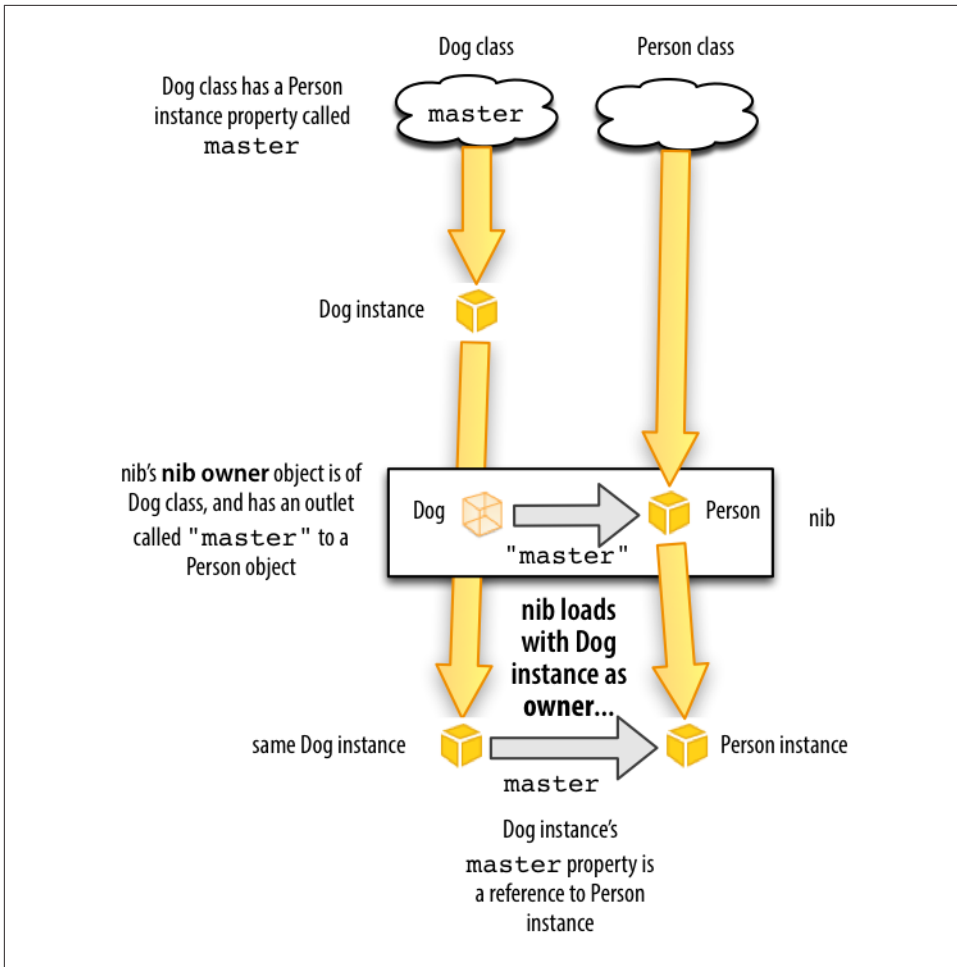 Dog class
Person class
Dog class has a Person
instance property called
master
master
Dog instance
nib's nib owner object is of
Dog class, and has an outlet
called "master" to a
Person object
Dog
Person
"master"
nib
nib loads
with Dog
instance as
owner...
same Dog instance
Person instance
master
Dog instance's
master property is
a reference to Person
instance